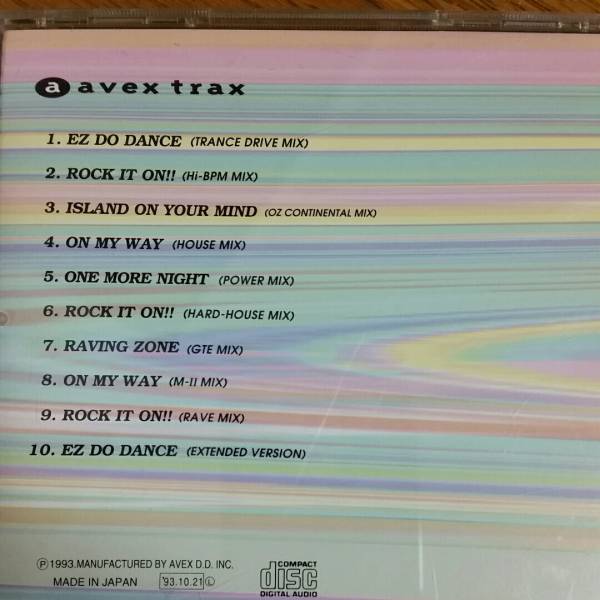 a avex trax
1. EZ DO DANCE (TRANCE DRIVE MIX)
2. ROCK IT ON!! (Hi-BPM MIX)
3. ISLAND ON YOUR MIND (OZ CONTINENTAL MIX)
4. ON MY WAY (HOUSE MIX)
5. ONE MORE NIGHT (POWER MIX)
6. ROCK IT ON!! (HARD-HOUSE MIX)
7. RAVING ZONE (GTE MIX)
8. ON MY WAY (M-II MIX)
9. ROCK IT ON!! (RAVE MIX)
10. EZ DO DANCE (EXTENDED VERSION)
Ⓟ1993.MANUFACTURED BY AVEX D.D. INC.
MADE IN JAPAN '93.10.21 Ⓛ
COMPACT
disc
DIGITAL AUDIO